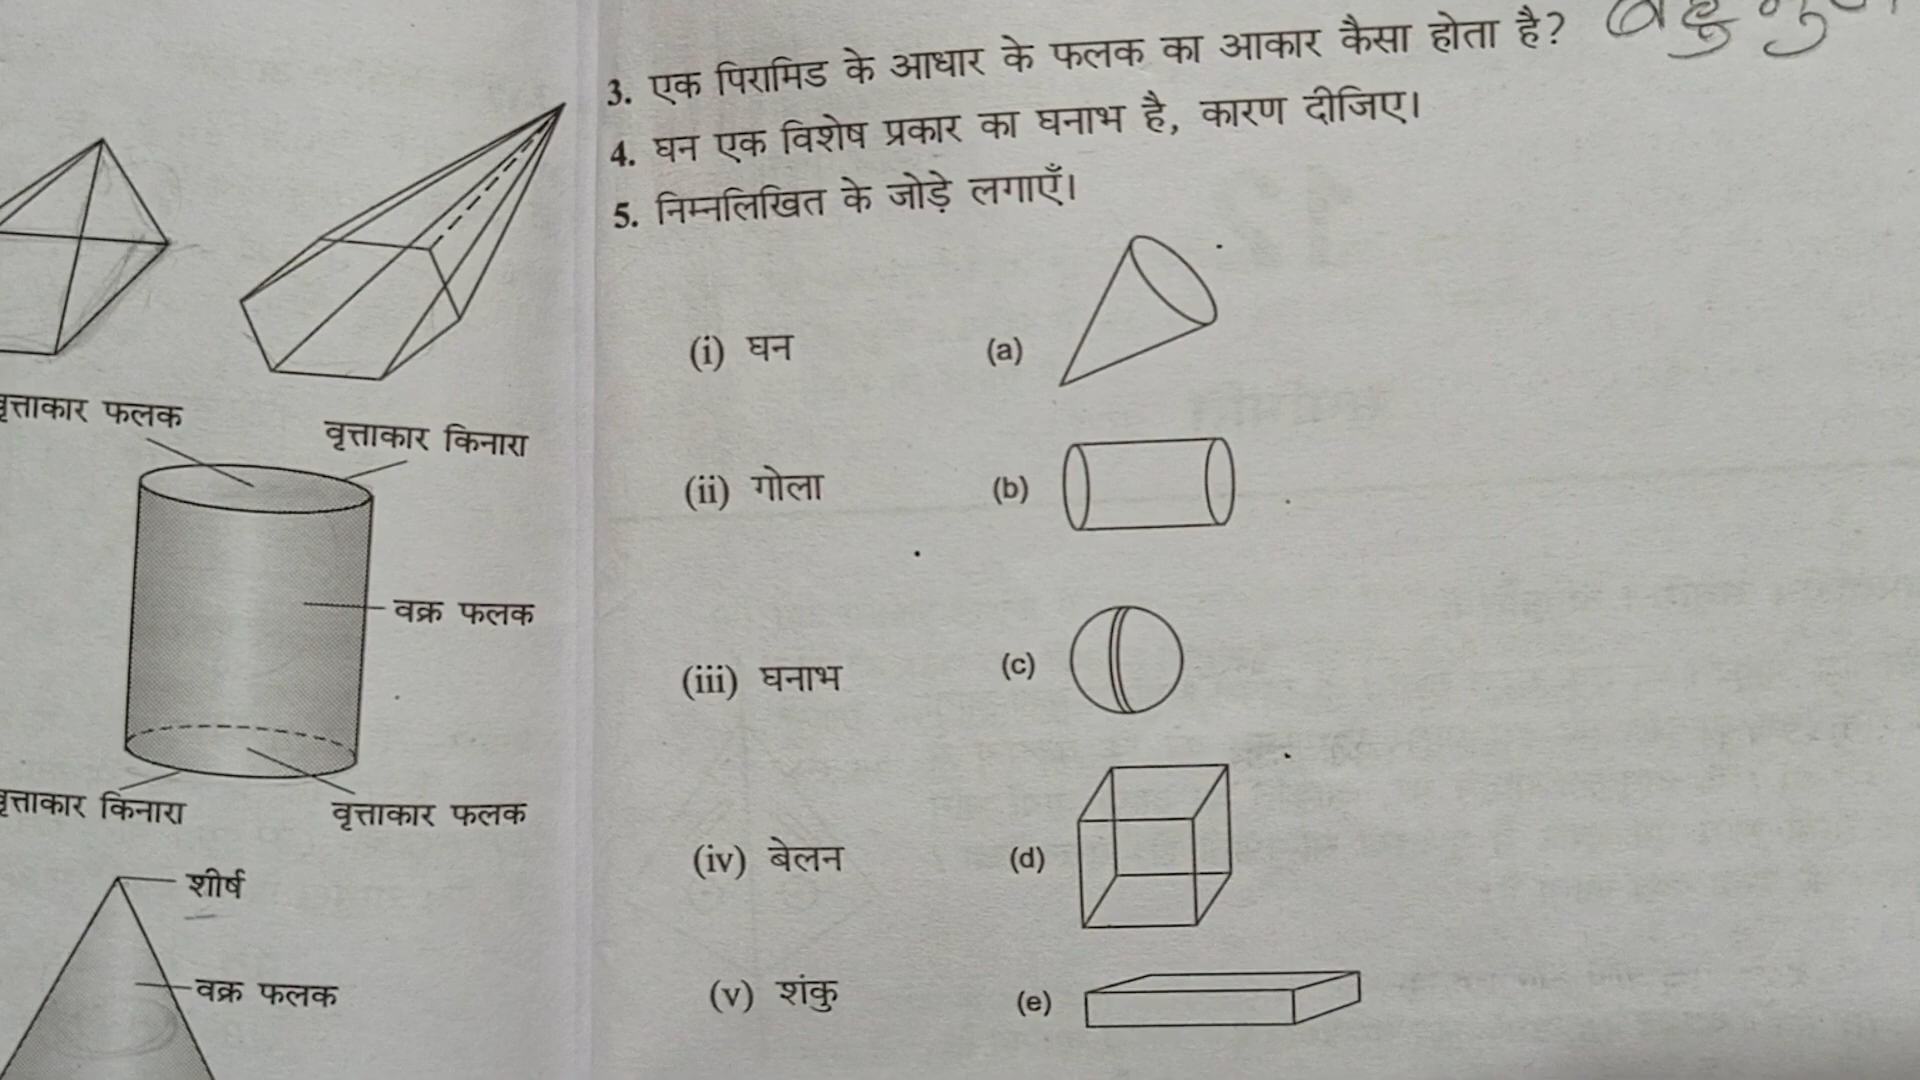 वृत्ताकार फलक
वृत्ताकार किनारा
वक्र फलक
वृत्ताकार किनारा
वृत्ताकार फलक
शीर्ष
वक्र फलक
3. एक पिरामिड के आधार के फलक का आकार कैसा होता है?
4. घन एक विशेष प्रकार का घनाभ है, कारण दीजिए।
5. निम्नलिखित के जोड़े लगाएँ।
(i) घन (a)
(ii) गोला (b)
(iii) घनाभ (c)
(iv) बेलन (d)
(v) शंकु (e)